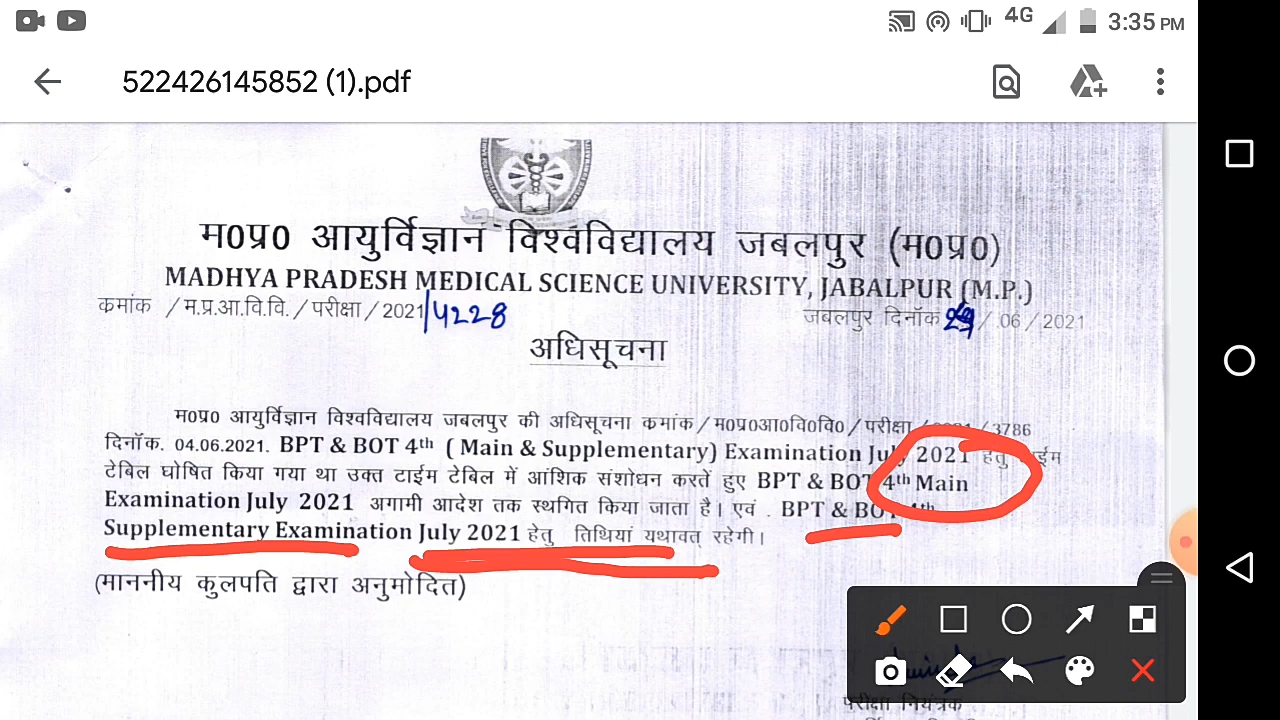 4G 3:35 PM
522426145852 (1).pdf
म0प्र0 आयुर्विज्ञान विश्वविद्यालय जबलपुर (म0प्र0)
MADHYA PRADESH MEDICAL SCIENCE UNIVERSITY, JABALPUR (M.P.)
कमांक / म.प्र.आ.वि.वि. / परीक्षा / 2021/4228
जबलपुर दिनॉक / .06 / 2021
अधिसूचना
म0प्र0 आयुर्विज्ञान विश्वविद्यालय जबलपुर की अधिसूचना कमांक / म0प्र0आ0वि0वि0 / परीक्षा / 2021 / 3786
दिनॉक. 04.06.2021. BPT & BOT 4th ( Main & Supplementary) Examination July 2021 हेतु टाईम
टेबिल घोषित किया गया था उक्त टाईम टेबिल में आंशिक संशोधन करतें हुए BPT & BOT 4th Main
Examination July 2021 अगामी आदेश तक स्थगित किया जाता है। एवं . BPT & BOT 4th
Supplementary Examination July 2021 हेतु तिथियां यथावत् रहेगी।
(माननीय कुलपति द्वारा अनुमोदित)
परीक्षा नियंत्रक